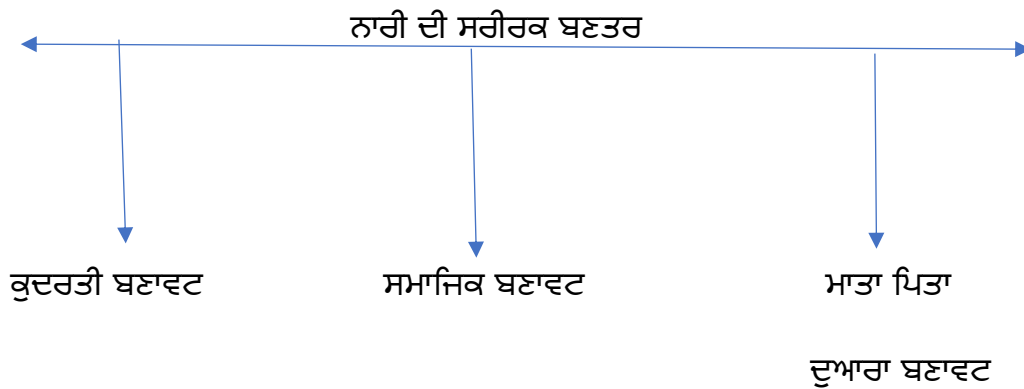 ਨਾਰੀ ਦੀ ਸਰੀਰਕ ਬਣਤਰ
ਕੁਦਰਤੀ ਬਣਾਵਟ
ਸਮਾਜਿਕ ਬਣਾਵਟ
ਮਾਤਾ ਪਿਤਾ
ਦੁਆਰਾ ਬਣਾਵਟ